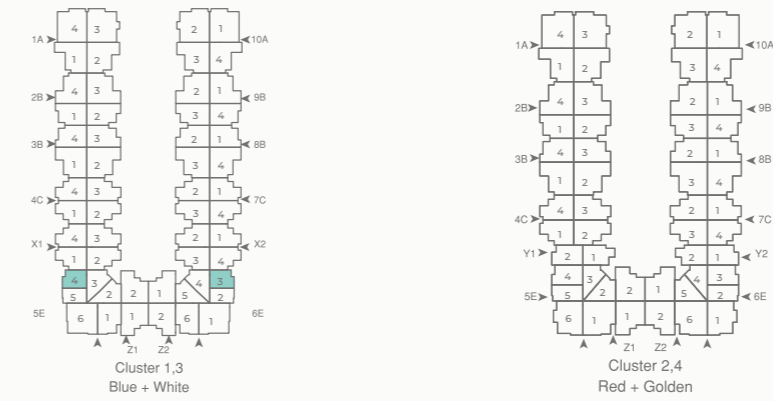 4 3 2 1 4 3 2 1
1A 10A 1A 10A
1 2 3 4 1 2 3 4
4 3 2 1 4 3 2 1
2B 9B 2B 9B
1 2 3 4 1 2 3 4
4 3 2 1 4 3 2 1
3B 8B 3B 8B
1 2 3 4 1 2 3 4
4 3 2 1 4 3 2 1
4C 7C 4C 7C
1 2 3 4 1 2 3 4
4 3 2 1
X1 X2 Y1 2 1 2 1 Y2
1 2 3 4
4 3 4 3 4 3 4 3
5 2 2 1 5 2 5E 5 2 2 1 5 2 6E
5E 6 1 1 2 6 1 6E 6 1 1 2 6 1
Z1 Z2 Z1 Z2
Cluster 1,3 Cluster 2,4
Blue + White Red + Golden